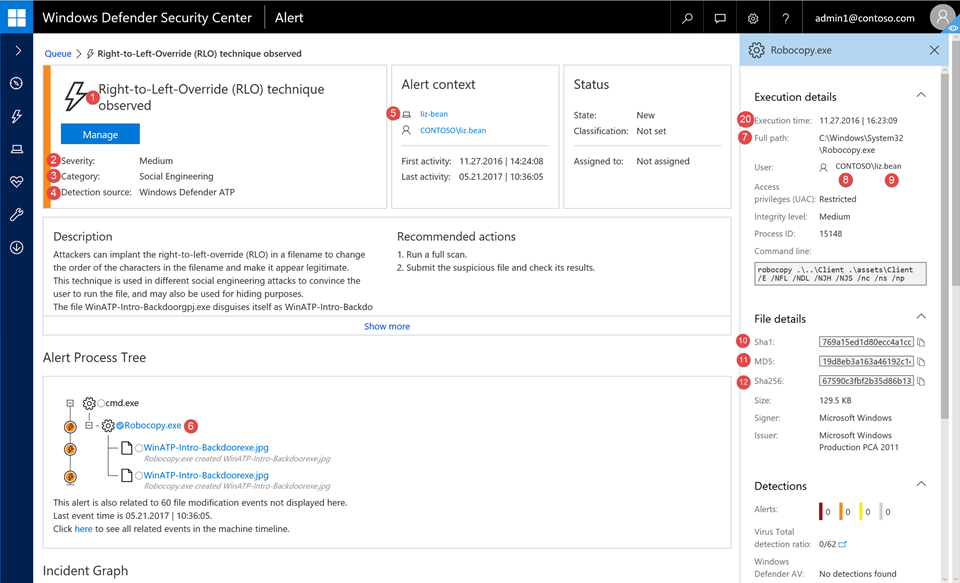 Windows Defender Security Center
Alert
?
admin1@contoso.com
Queue > Right-to-Left-Override (RLO) technique observed
1
Right-to-Left-Override (RLO) technique
observed
Manage
2 Severity: Medium
3 Category: Social Engineering
4 Detection source: Windows Defender ATP
Alert context
5 liz-bean
CONTOSO\liz.bean
First activity: 11.27.2016 | 14:24:08
Last activity: 05.21.2017 | 10:36:05
Status
State: New
Classification: Not set
Assigned to: Not assigned
Description
Attackers can implant the right-to-left-override (RLO) in a filename to change
the order of the characters in the filename and make it appear legitimate.
This technique is used in different social engineering attacks to convince the
user to run the file, and may also be used for hiding purposes.
The file WinATP-Intro-Backdoorgpj.exe disguises itself as WinATP-Intro-Backdo
Recommended actions
1. Run a full scan.
2. Submit the suspicious file and check its results.
Show more
Alert Process Tree
cmd.exe
Robocopy.exe 6
WinATP-Intro-Backdoorexe.jpg
Robocopy.exe created WinATP-Intro-Backdoorexe.jpg
WinATP-Intro-Backdoorexe.jpg
Robocopy.exe created WinATP-Intro-Backdoorexe.jpg
This alert is also related to 60 file modification events not displayed here.
Last event time is 05.21.2017 | 10:36:05.
Click here to see all related events in the machine timeline.
Incident Graph
Robocopy.exe
Execution details
20 Execution time: 11.27.2016 | 16:23:09
7 Full path: C:\Windows\System32
\Robocopy.exe
User: CONTOSO\liz.bean
8 9
Access
privileges (UAC): Restricted
Integrity level: Medium
Process ID: 15148
Command line:
robocopy .\..\Client .\assets\Client
/E /NFL /NDL /NJH /NJS /nc /ns /np
File details
10 Sha1: 769a15ed1d80ecc4a1cc
11 MD5: 19d8eb3a163a46192c1
12 Sha256: 67590c3fbf2b35d86b13
Size: 129.5 KB
Signer: Microsoft Windows
Issuer: Microsoft Windows
Production PCA 2011
Detections
Alerts: 0 0 0 0
Virus Total
detection ratio: 0/62
Windows
Defender AV: No detections found